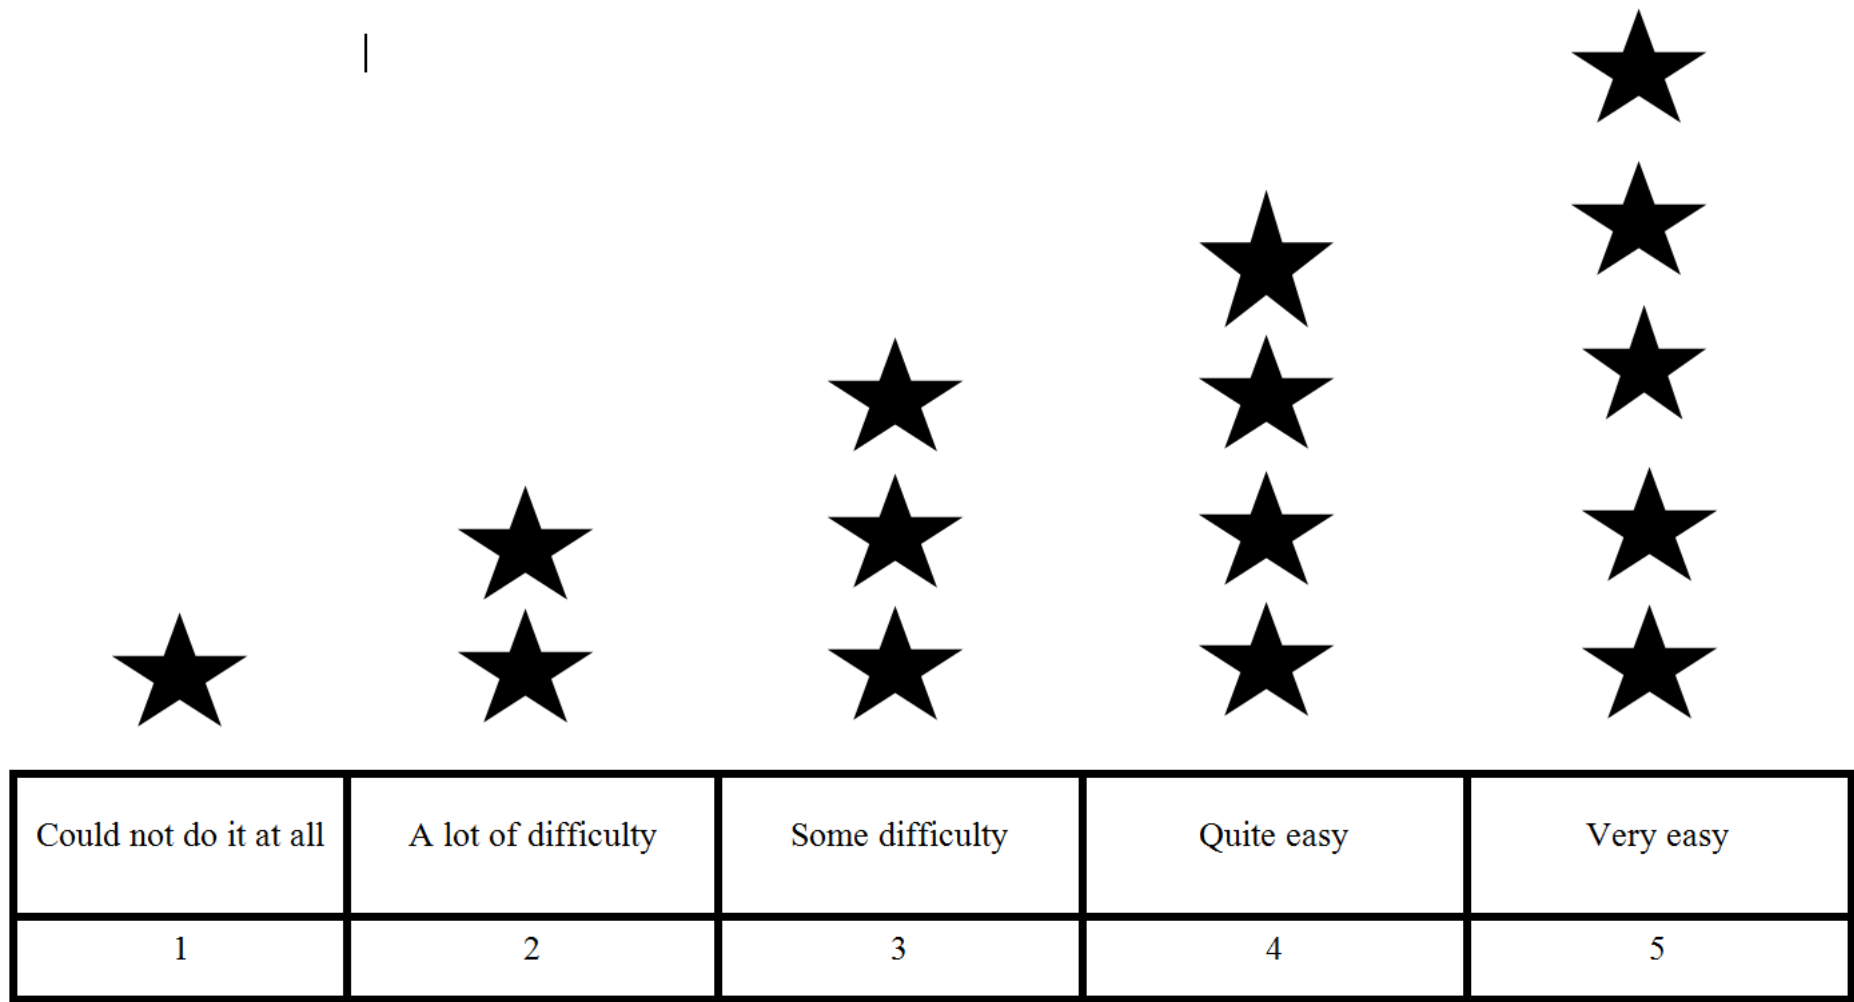 Could not do it at all
A lot of difficulty
Some difficulty
Quite easy
Very easy
1
2
3
4
5